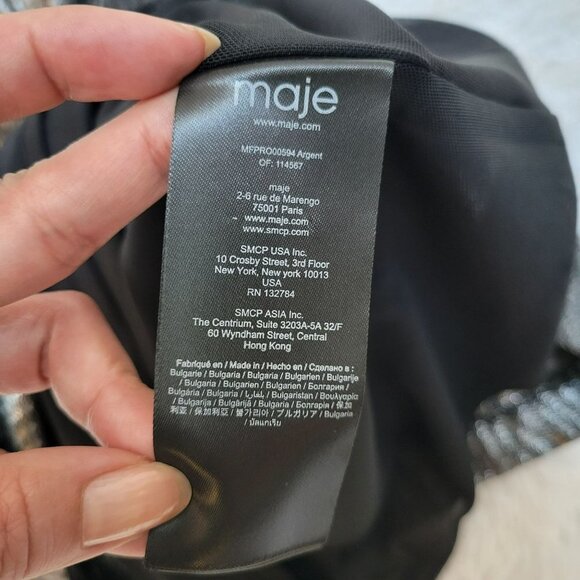 maje
www.maje.com
MFPRO00594 Argent
OF: 114567
maje
2-6 rue de Marengo
75001 Paris
www.maje.com
www.smcp.com
SMCP USA Inc.
10 Crosby Street, 3rd Floor
New York, New york 10013
USA
RN 132784
SMCP ASIA Inc.
The Centrium, Suite 3203A-5A 32/F
60 Wyndham Street, Central
Hong Kong
Fabriqué en / Made in / Hecho en / Сделано в :
Bulgarie / Bulgaria / Bulgarien / Bulgarien / Bulgarije
/ Bulgaria / Bulgaria / Bulgarien / България /
Bulgária / Bulgaria / بلغاريا / Bulgaristan / Βουλγαρία
/ Bulgarija / Bulgārijā / Bulgaria / Болгарія / 保加
利亚 / 保加利亞 / 불가리아 / ブルガリア / Bulgaria
/ บัลแกเรีย